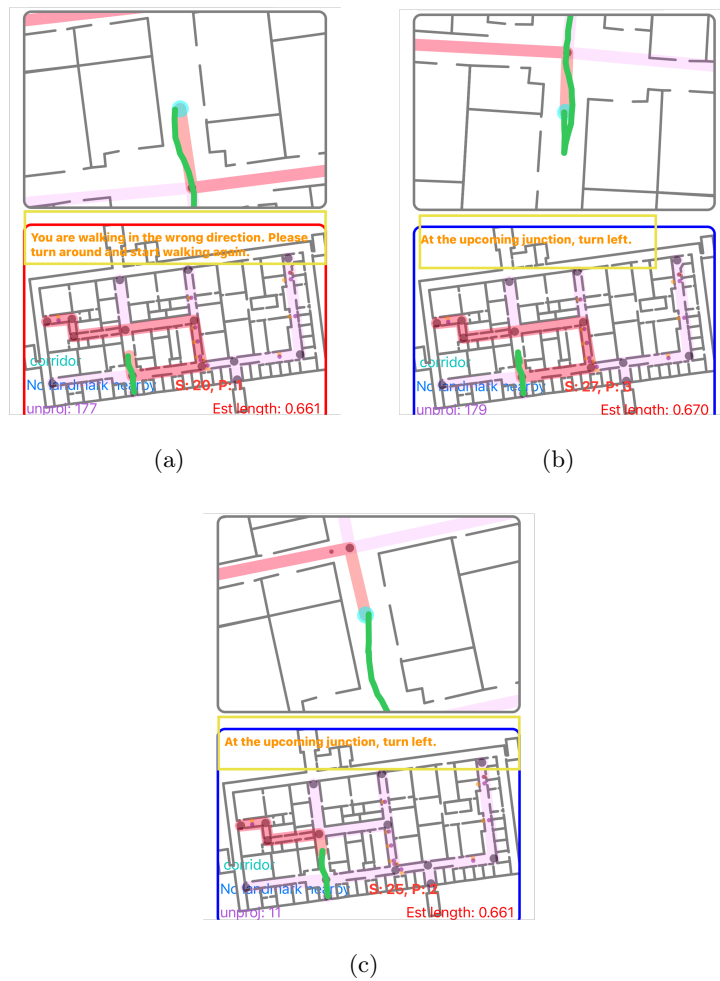 You are walking in the wrong direction. Please
turn around and start walking again.
corridor
No landmark nearby S: 20, P: 1
unproj: 177 Est length: 0.661
(a)
At the upcoming junction, turn left.
corridor
No landmark nearby S: 27, P: 3
unproj: 179 Est length: 0.670
(b)
At the upcoming junction, turn left.
corridor
No landmark nearby S: 25, P: 2
unproj: 11 Est length: 0.661
(c)